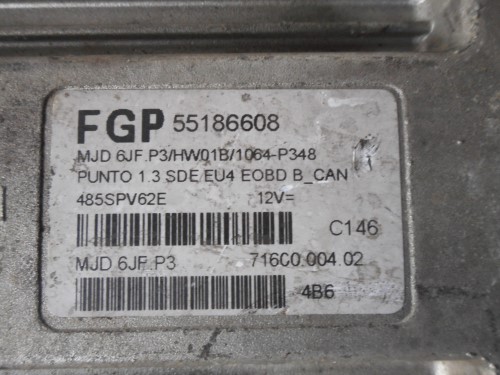 FGP 55186608
MJD 6JF.P3/HW01B/1064-P348
PUNTO 1.3 SDE/EU4 EOBD B_CAN
485SPV62E 12V=
C146
MJD 6JF.P3 71600.004.02
4B6